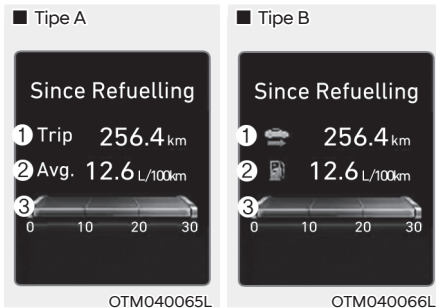 ■ Tipe A
Since Refuelling
① Trip 256.4 km
② Avg. 12.6 L/100km
③
0 10 20 30
OTM040065L
■ Tipe B
Since Refuelling
① 256.4 km
② 12.6 L/100km
③
0 10 20 30
OTM040066L